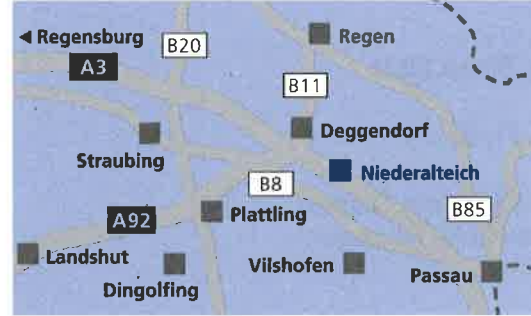 ◄ Regensburg
B20
Regen
A3
B11
Deggendorf
Straubing
Niederalteich
B8
A92
Plattling
B85
Landshut
Vilshofen
Passau
Dingolfing